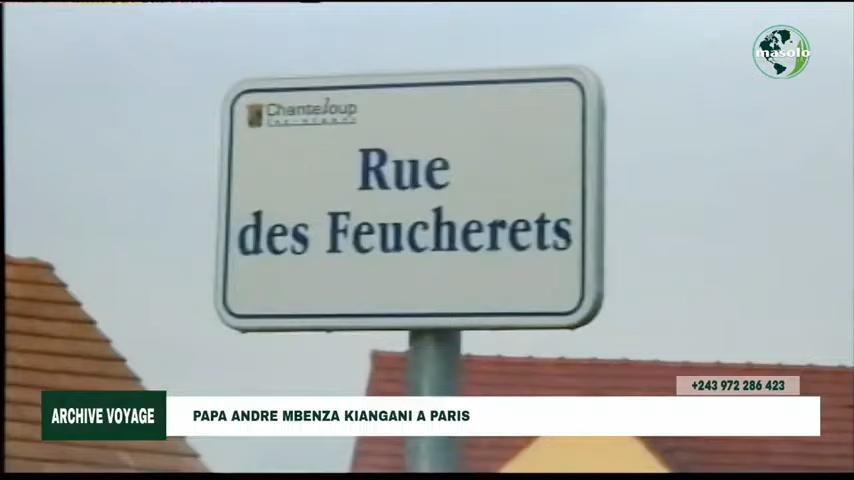 masolo
Chanteloup
Rue
des Feucherets
+243 972 286 423
ARCHIVE VOYAGE
PAPA ANDRE MBENZA KIANGANI A PARIS